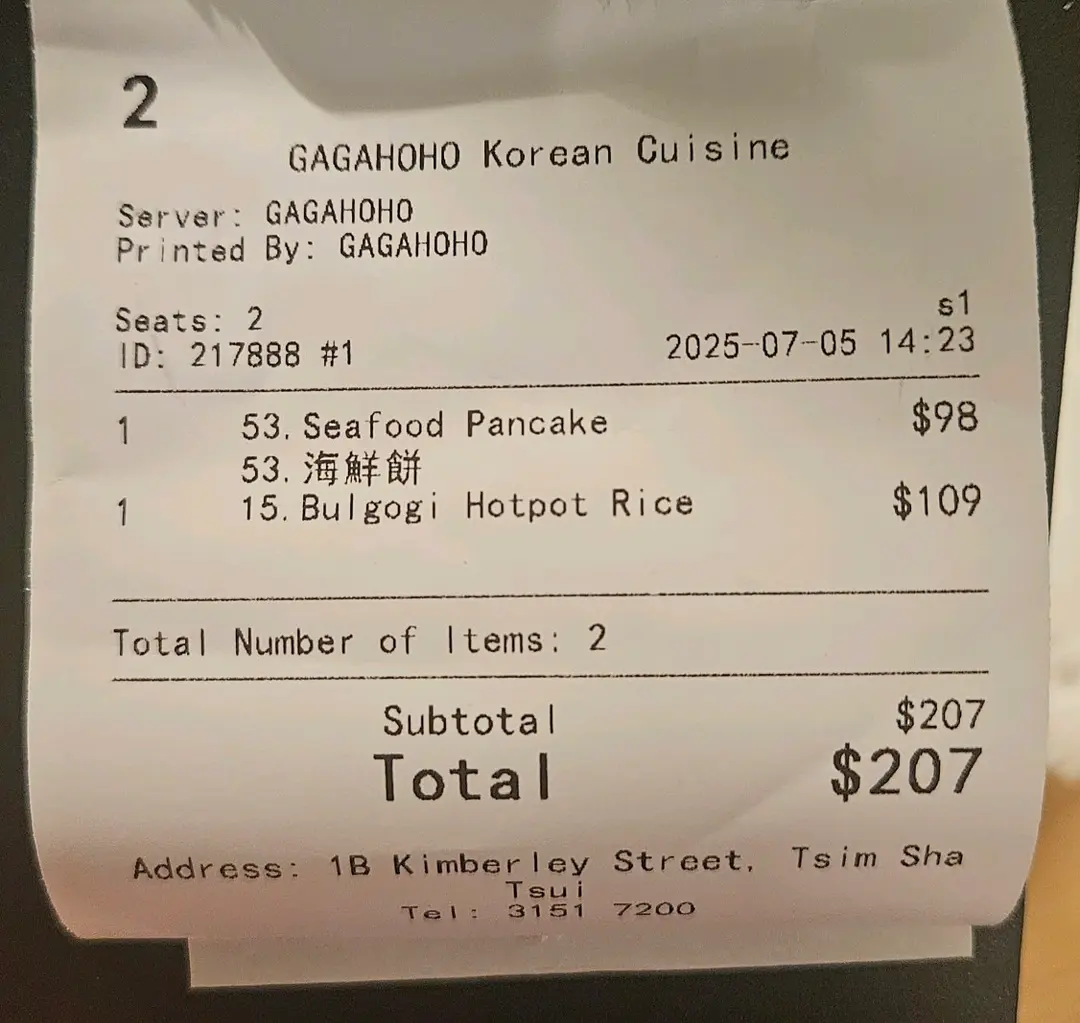 2
GAGAHOHO Korean Cuisine
Server: GAGAHOHO
Printed By: GAGAHOHO
s1
Seats: 2
ID: 217888 #1 2025-07-05 14:23
1 53. Seafood Pancake $98
53. 海鮮餅
1 15. Bulgogi Hotpot Rice $109
Total Number of Items: 2
Subtotal $207
Total $207
Address: 1B Kimberley Street, Tsim Sha
Tsui
Tel: 3151 7200